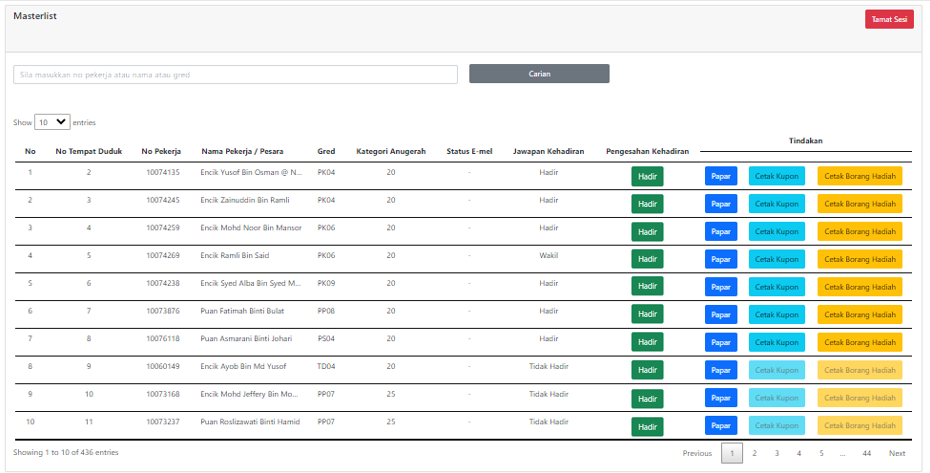 Masterlist
Tamat Sesi
Sila masukkan no pekerja atau nama atau gred
Carian
Show 10 entries
Tindakan
No No Tempat Duduk No Pekerja Nama Pekerja / Pesara Gred Kategori Anugerah Status E-mel Jawapan Kehadiran Pengesahan Kehadiran
1 2 10074135 Encik Yusof Bin Osman @ N... PK04 20 - Hadir Hadir Papar Cetak Kupon Cetak Borang Hadiah
2 3 10074245 Encik Zainuddin Bin Ramli PK04 20 - Hadir Hadir Papar Cetak Kupon Cetak Borang Hadiah
3 4 10074259 Encik Mohd Noor Bin Mansor PK06 20 - Hadir Hadir Papar Cetak Kupon Cetak Borang Hadiah
4 5 10074269 Encik Ramli Bin Said PK06 20 - Wakil Hadir Papar Cetak Kupon Cetak Borang Hadiah
5 6 10074238 Encik Syed Alba Bin Syed M... PK09 20 - Hadir Hadir Papar Cetak Kupon Cetak Borang Hadiah
6 7 10073876 Puan Fatimah Binti Bulat PP08 20 - Hadir Hadir Papar Cetak Kupon Cetak Borang Hadiah
7 8 10076118 Puan Asmarani Binti Johari PS04 20 - Hadir Hadir Papar Cetak Kupon Cetak Borang Hadiah
8 9 10060149 Encik Ayob Bin Md Yusof TD04 20 - Tidak Hadir Hadir Papar Cetak Kupon Cetak Borang Hadiah
9 10 10073168 Encik Mohd Jeffery Bin Mo... PP07 25 - Tidak Hadir Hadir Papar Cetak Kupon Cetak Borang Hadiah
10 11 10073237 Puan Roslizawati Binti Hamid PP07 25 - Tidak Hadir Hadir Papar Cetak Kupon Cetak Borang Hadiah
Showing 1 to 10 of 436 entries
Previous 1 2 3 4 5 ... 44 Next